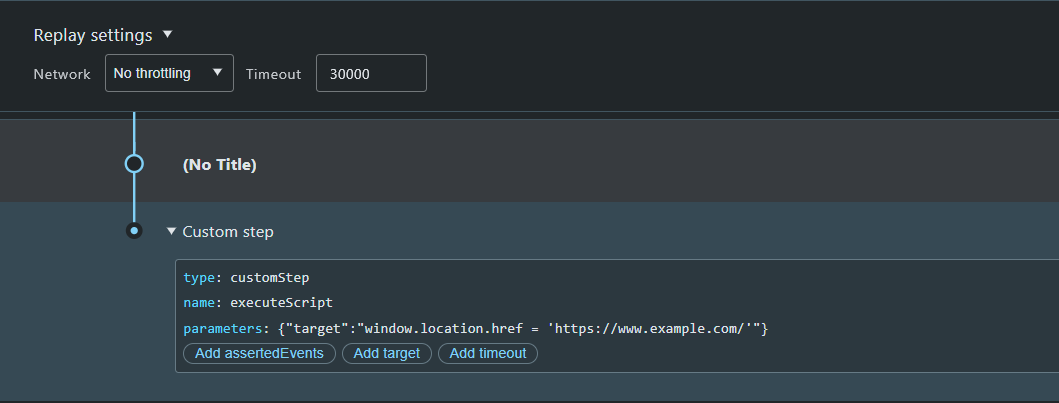 Replay settings ▼
Network No throttling ▼ Timeout 30000
(No Title)
▼ Custom step
type: customStep
name: executeScript
parameters: {"target":"window.location.href = 'https://www.example.com/'"}
Add assertedEvents Add target Add timeout